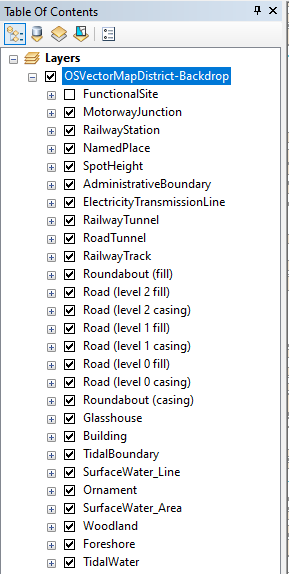 Table Of Contents
Layers
OSVectorMapDistrict-Backdrop
FunctionalSite
MotorwayJunction
RailwayStation
NamedPlace
SpotHeight
AdministrativeBoundary
ElectricityTransmissionLine
RailwayTunnel
RoadTunnel
RailwayTrack
Roundabout (fill)
Road (level 2 fill)
Road (level 2 casing)
Road (level 1 fill)
Road (level 1 casing)
Road (level 0 fill)
Road (level 0 casing)
Roundabout (casing)
Glasshouse
Building
TidalBoundary
SurfaceWater_Line
Ornament
SurfaceWater_Area
Woodland
Foreshore
TidalWater